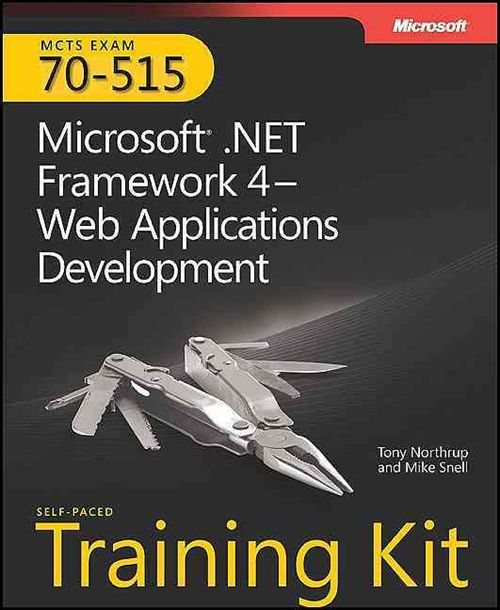 Microsoft
MCTS EXAM
70-515
Microsoft® .NET
Framework 4–
Web Applications
Development
Tony Northrup
and Mike Snell
SELF-PACED
Training Kit